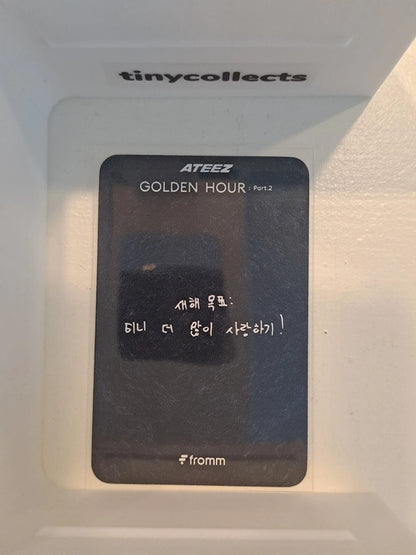 tinycollects
ATEEZ
GOLDEN HOUR : Part.2
새해 목표:
티니 더 많이 사랑하기!
fromm